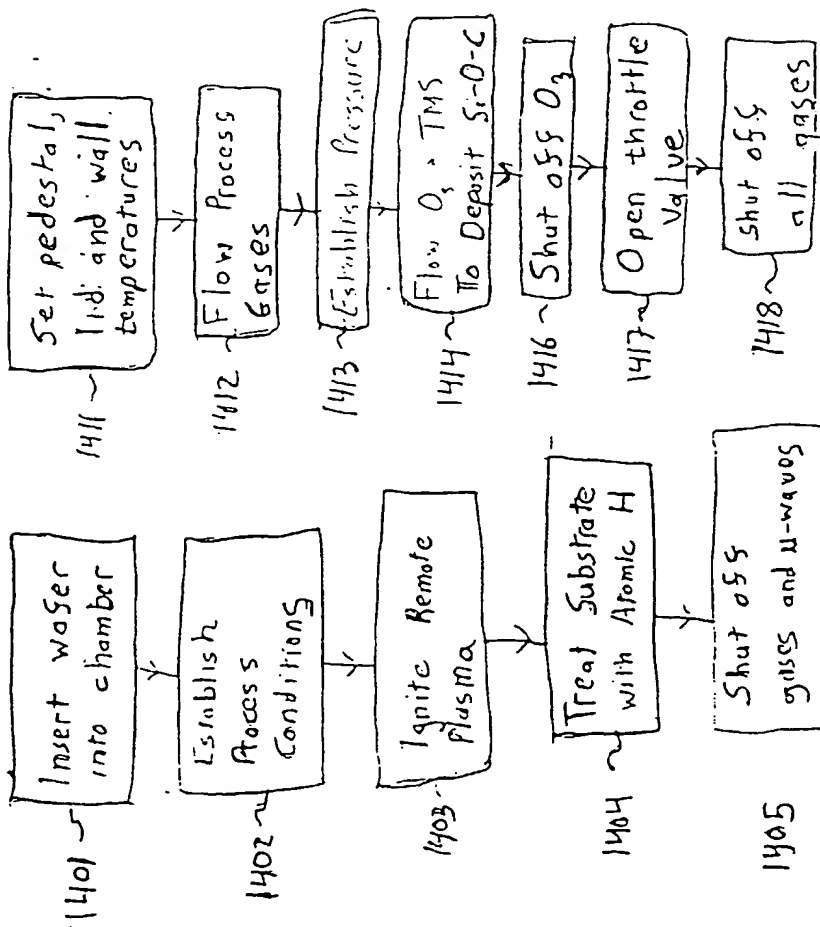 1401
Insert wafer
into chamber
1402
Establish
Process
Conditions
1403
Ignite Remote
Plasma
1404
Treat Substrate
with Atomic H
1405
Shut off
gases and μ-waves
1411
Set pedestal,
lid and wall
temperatures
1412
Flow Process
Gases
1413
Establish Pressure
1414
Flow O₃ + TMS
To Deposit Si-O-C
1416
Shut off O₃
1417
Open throttle
Value
1418
Shut off
all gases